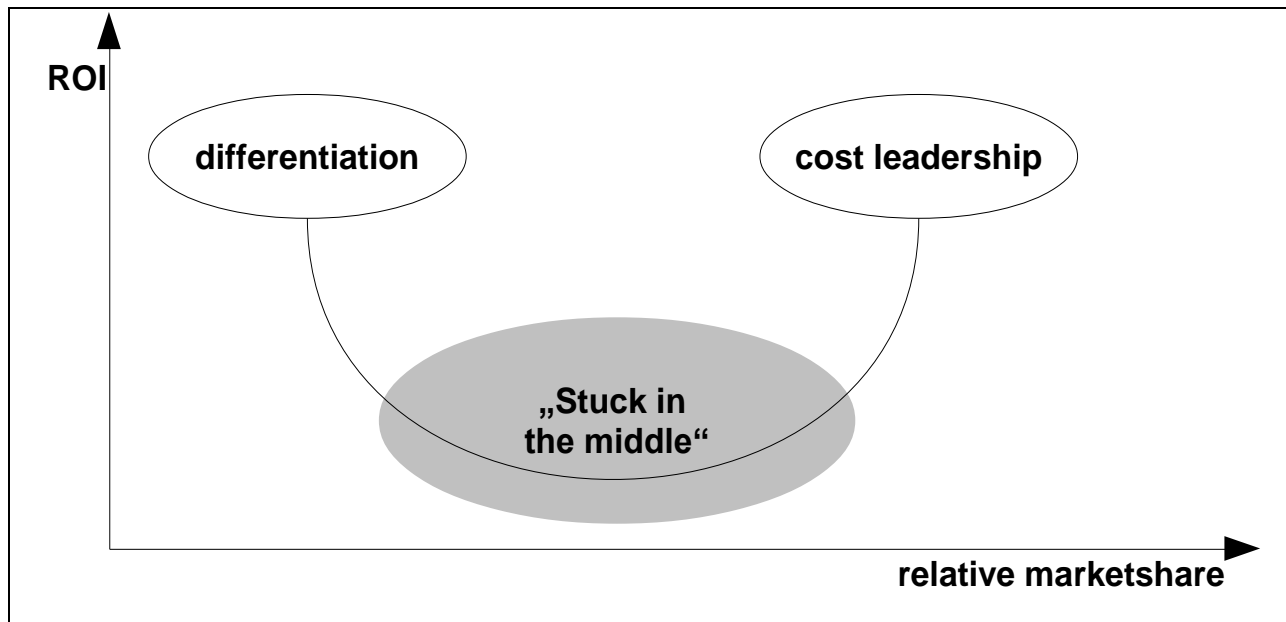 ROI
differentiation
cost leadership
„Stuck in
the middle“
relative marketshare